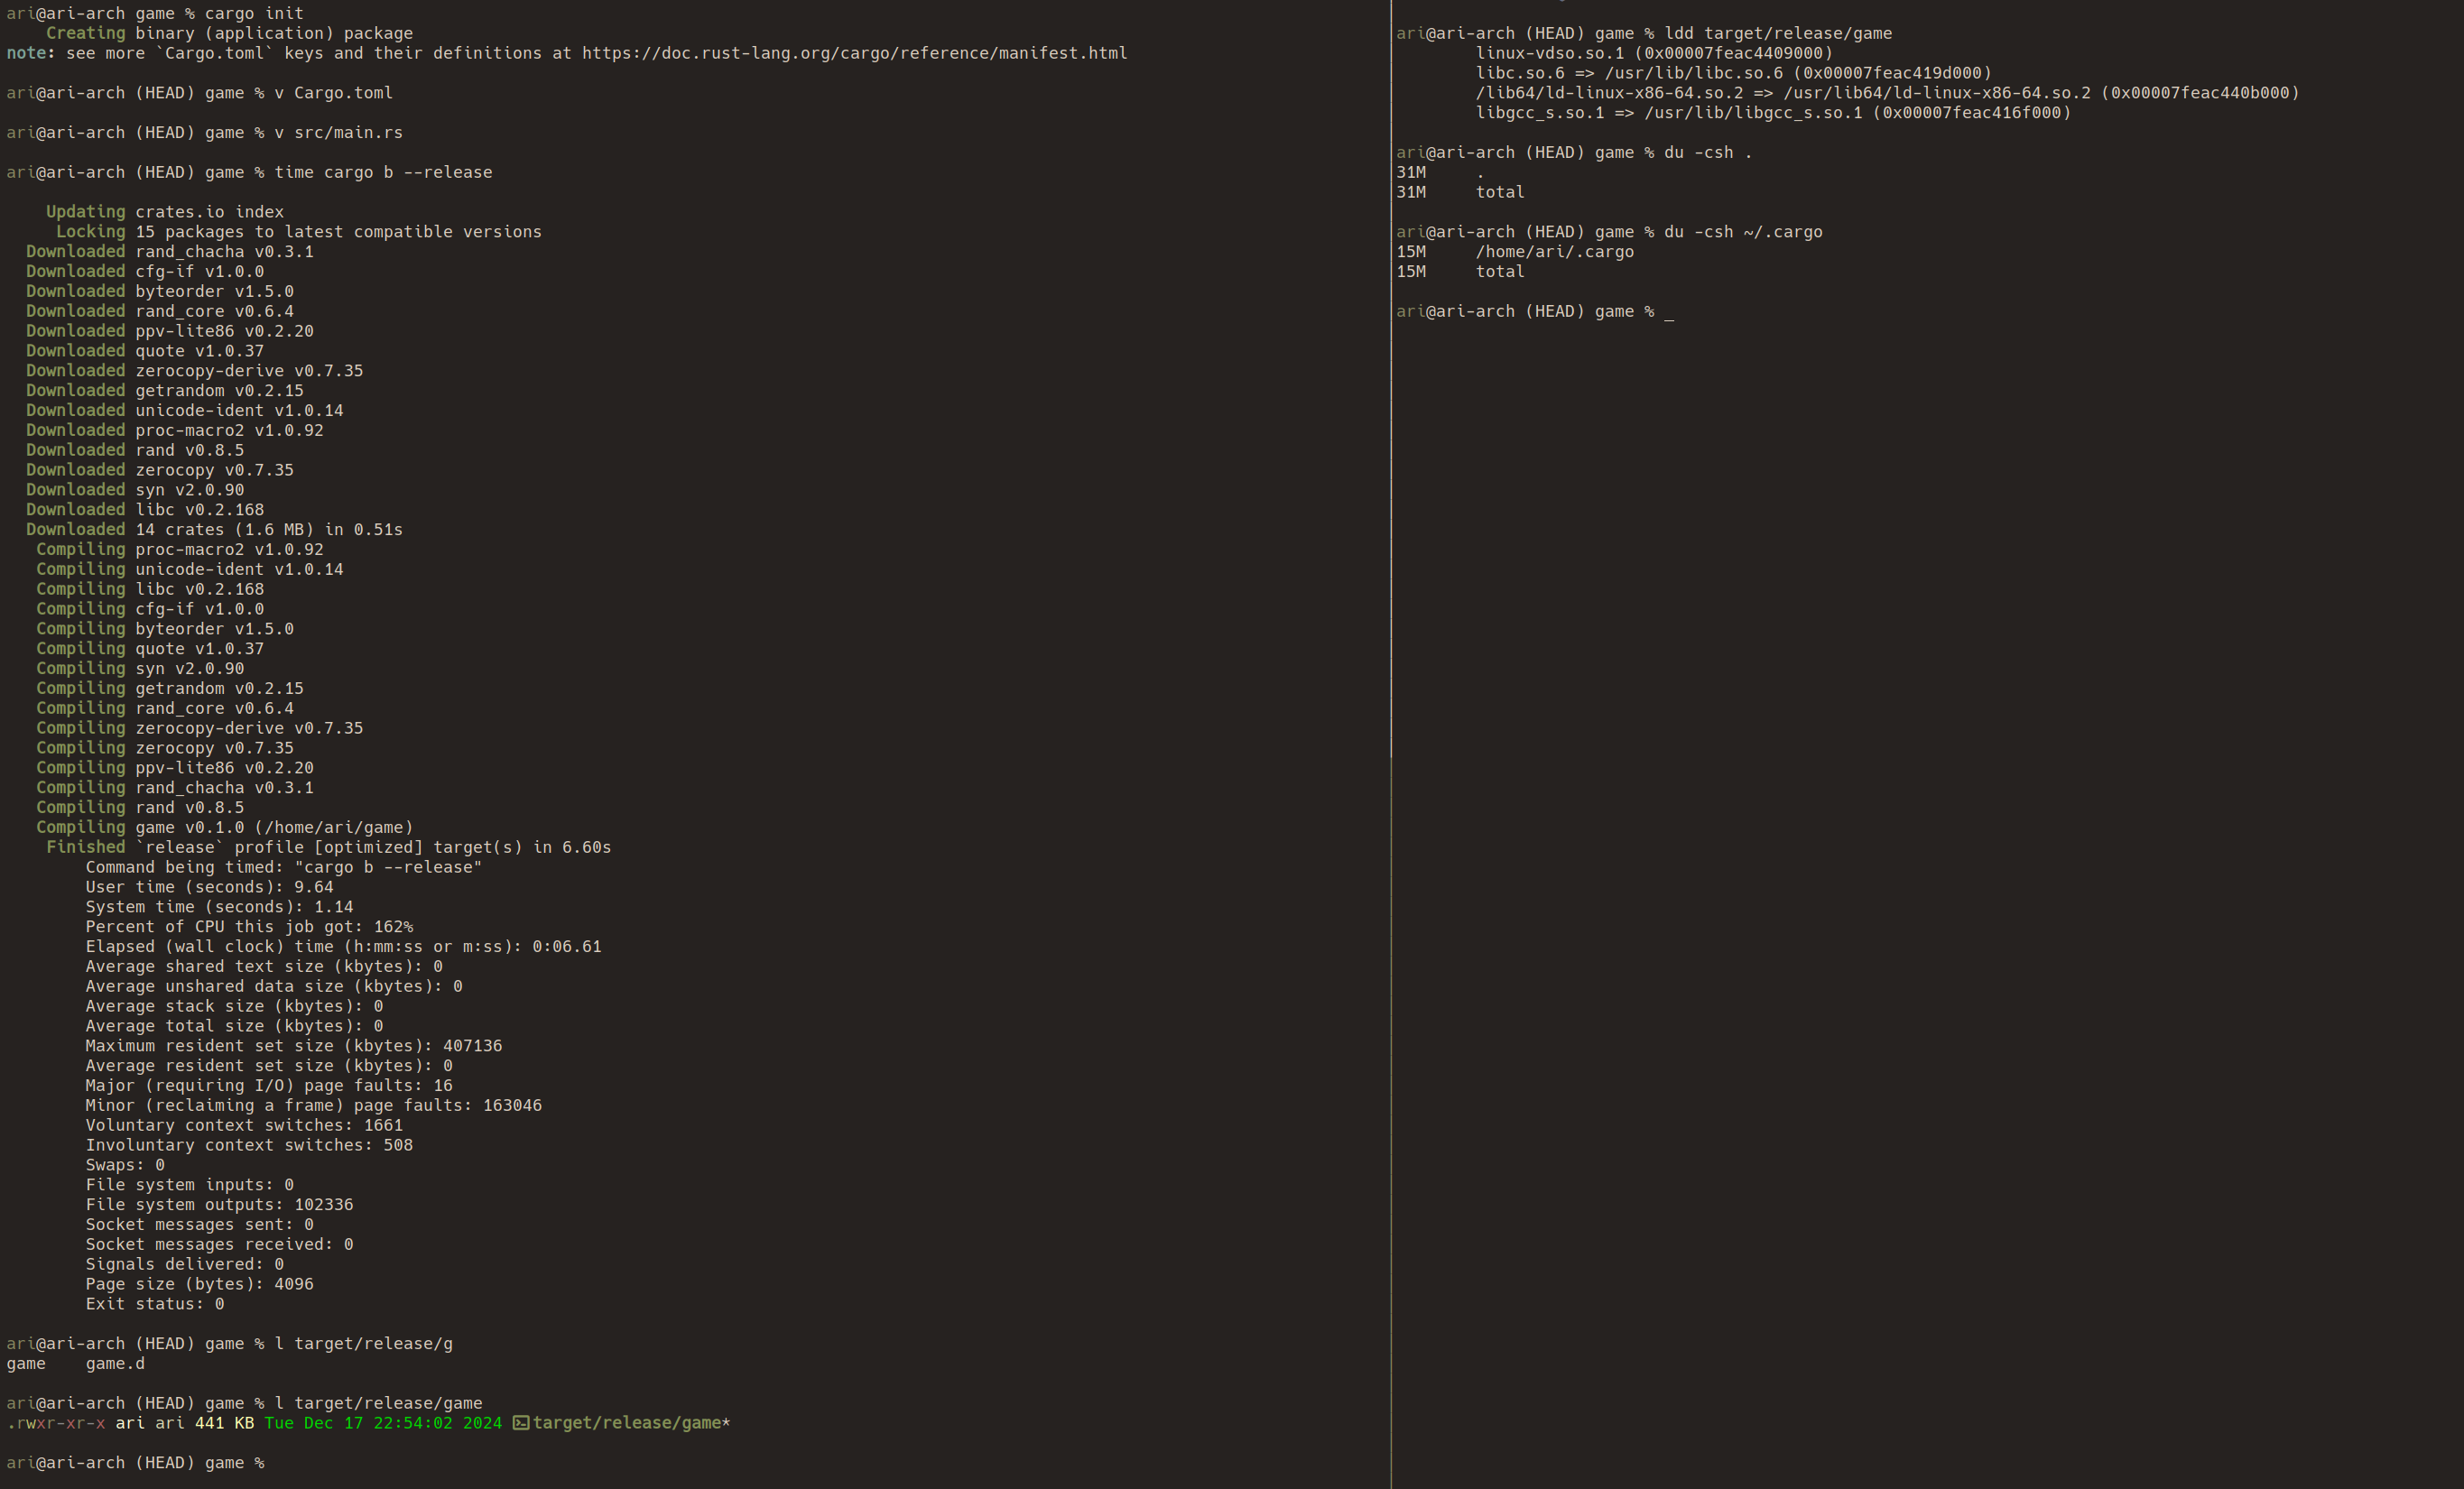 ari@ari-arch game % cargo init
    Creating binary (application) package
note: see more `Cargo.toml` keys and their definitions at https://doc.rust-lang.org/cargo/reference/manifest.html
ari@ari-arch (HEAD) game % v Cargo.toml
ari@ari-arch (HEAD) game % v src/main.rs
ari@ari-arch (HEAD) game % time cargo b --release
    Updating crates.io index
     Locking 15 packages to latest compatible versions
  Downloaded rand_chacha v0.3.1
  Downloaded cfg-if v1.0.0
  Downloaded byteorder v1.5.0
  Downloaded rand_core v0.6.4
  Downloaded ppv-lite86 v0.2.20
  Downloaded quote v1.0.37
  Downloaded zerocopy-derive v0.7.35
  Downloaded getrandom v0.2.15
  Downloaded unicode-ident v1.0.14
  Downloaded proc-macro2 v1.0.92
  Downloaded rand v0.8.5
  Downloaded zerocopy v0.7.35
  Downloaded syn v2.0.90
  Downloaded libc v0.2.168
  Downloaded 14 crates (1.6 MB) in 0.51s
   Compiling proc-macro2 v1.0.92
   Compiling unicode-ident v1.0.14
   Compiling libc v0.2.168
   Compiling cfg-if v1.0.0
   Compiling byteorder v1.5.0
   Compiling quote v1.0.37
   Compiling syn v2.0.90
   Compiling getrandom v0.2.15
   Compiling rand_core v0.6.4
   Compiling zerocopy-derive v0.7.35
   Compiling zerocopy v0.7.35
   Compiling ppv-lite86 v0.2.20
   Compiling rand_chacha v0.3.1
   Compiling rand v0.8.5
   Compiling game v0.1.0 (/home/ari/game)
    Finished `release` profile [optimized] target(s) in 6.60s
        Command being timed: "cargo b --release"
        User time (seconds): 9.64
        System time (seconds): 1.14
        Percent of CPU this job got: 162%
        Elapsed (wall clock) time (h:mm:ss or m:ss): 0:06.61
        Average shared text size (kbytes): 0
        Average unshared data size (kbytes): 0
        Average stack size (kbytes): 0
        Average total size (kbytes): 0
        Maximum resident set size (kbytes): 407136
        Average resident set size (kbytes): 0
        Major (requiring I/O) page faults: 16
        Minor (reclaiming a frame) page faults: 163046
        Voluntary context switches: 1661
        Involuntary context switches: 508
        Swaps: 0
        File system inputs: 0
        File system outputs: 102336
        Socket messages sent: 0
        Socket messages received: 0
        Signals delivered: 0
        Page size (bytes): 4096
        Exit status: 0
ari@ari-arch (HEAD) game % l target/release/g
game    game.d
ari@ari-arch (HEAD) game % l target/release/game
.rwxr-xr-x ari ari 441 KB Tue Dec 17 22:54:02 2024 target/release/game*
ari@ari-arch (HEAD) game %
ari@ari-arch (HEAD) game % ldd target/release/game
        linux-vdso.so.1 (0x00007feac4409000)
        libc.so.6 => /usr/lib/libc.so.6 (0x00007feac419d000)
        /lib64/ld-linux-x86-64.so.2 => /usr/lib64/ld-linux-x86-64.so.2 (0x00007feac440b000)
        libgcc_s.so.1 => /usr/lib/libgcc_s.so.1 (0x00007feac416f000)
ari@ari-arch (HEAD) game % du -csh .
31M     .
31M     total
ari@ari-arch (HEAD) game % du -csh ~/.cargo
15M     /home/ari/.cargo
15M     total
ari@ari-arch (HEAD) game % _